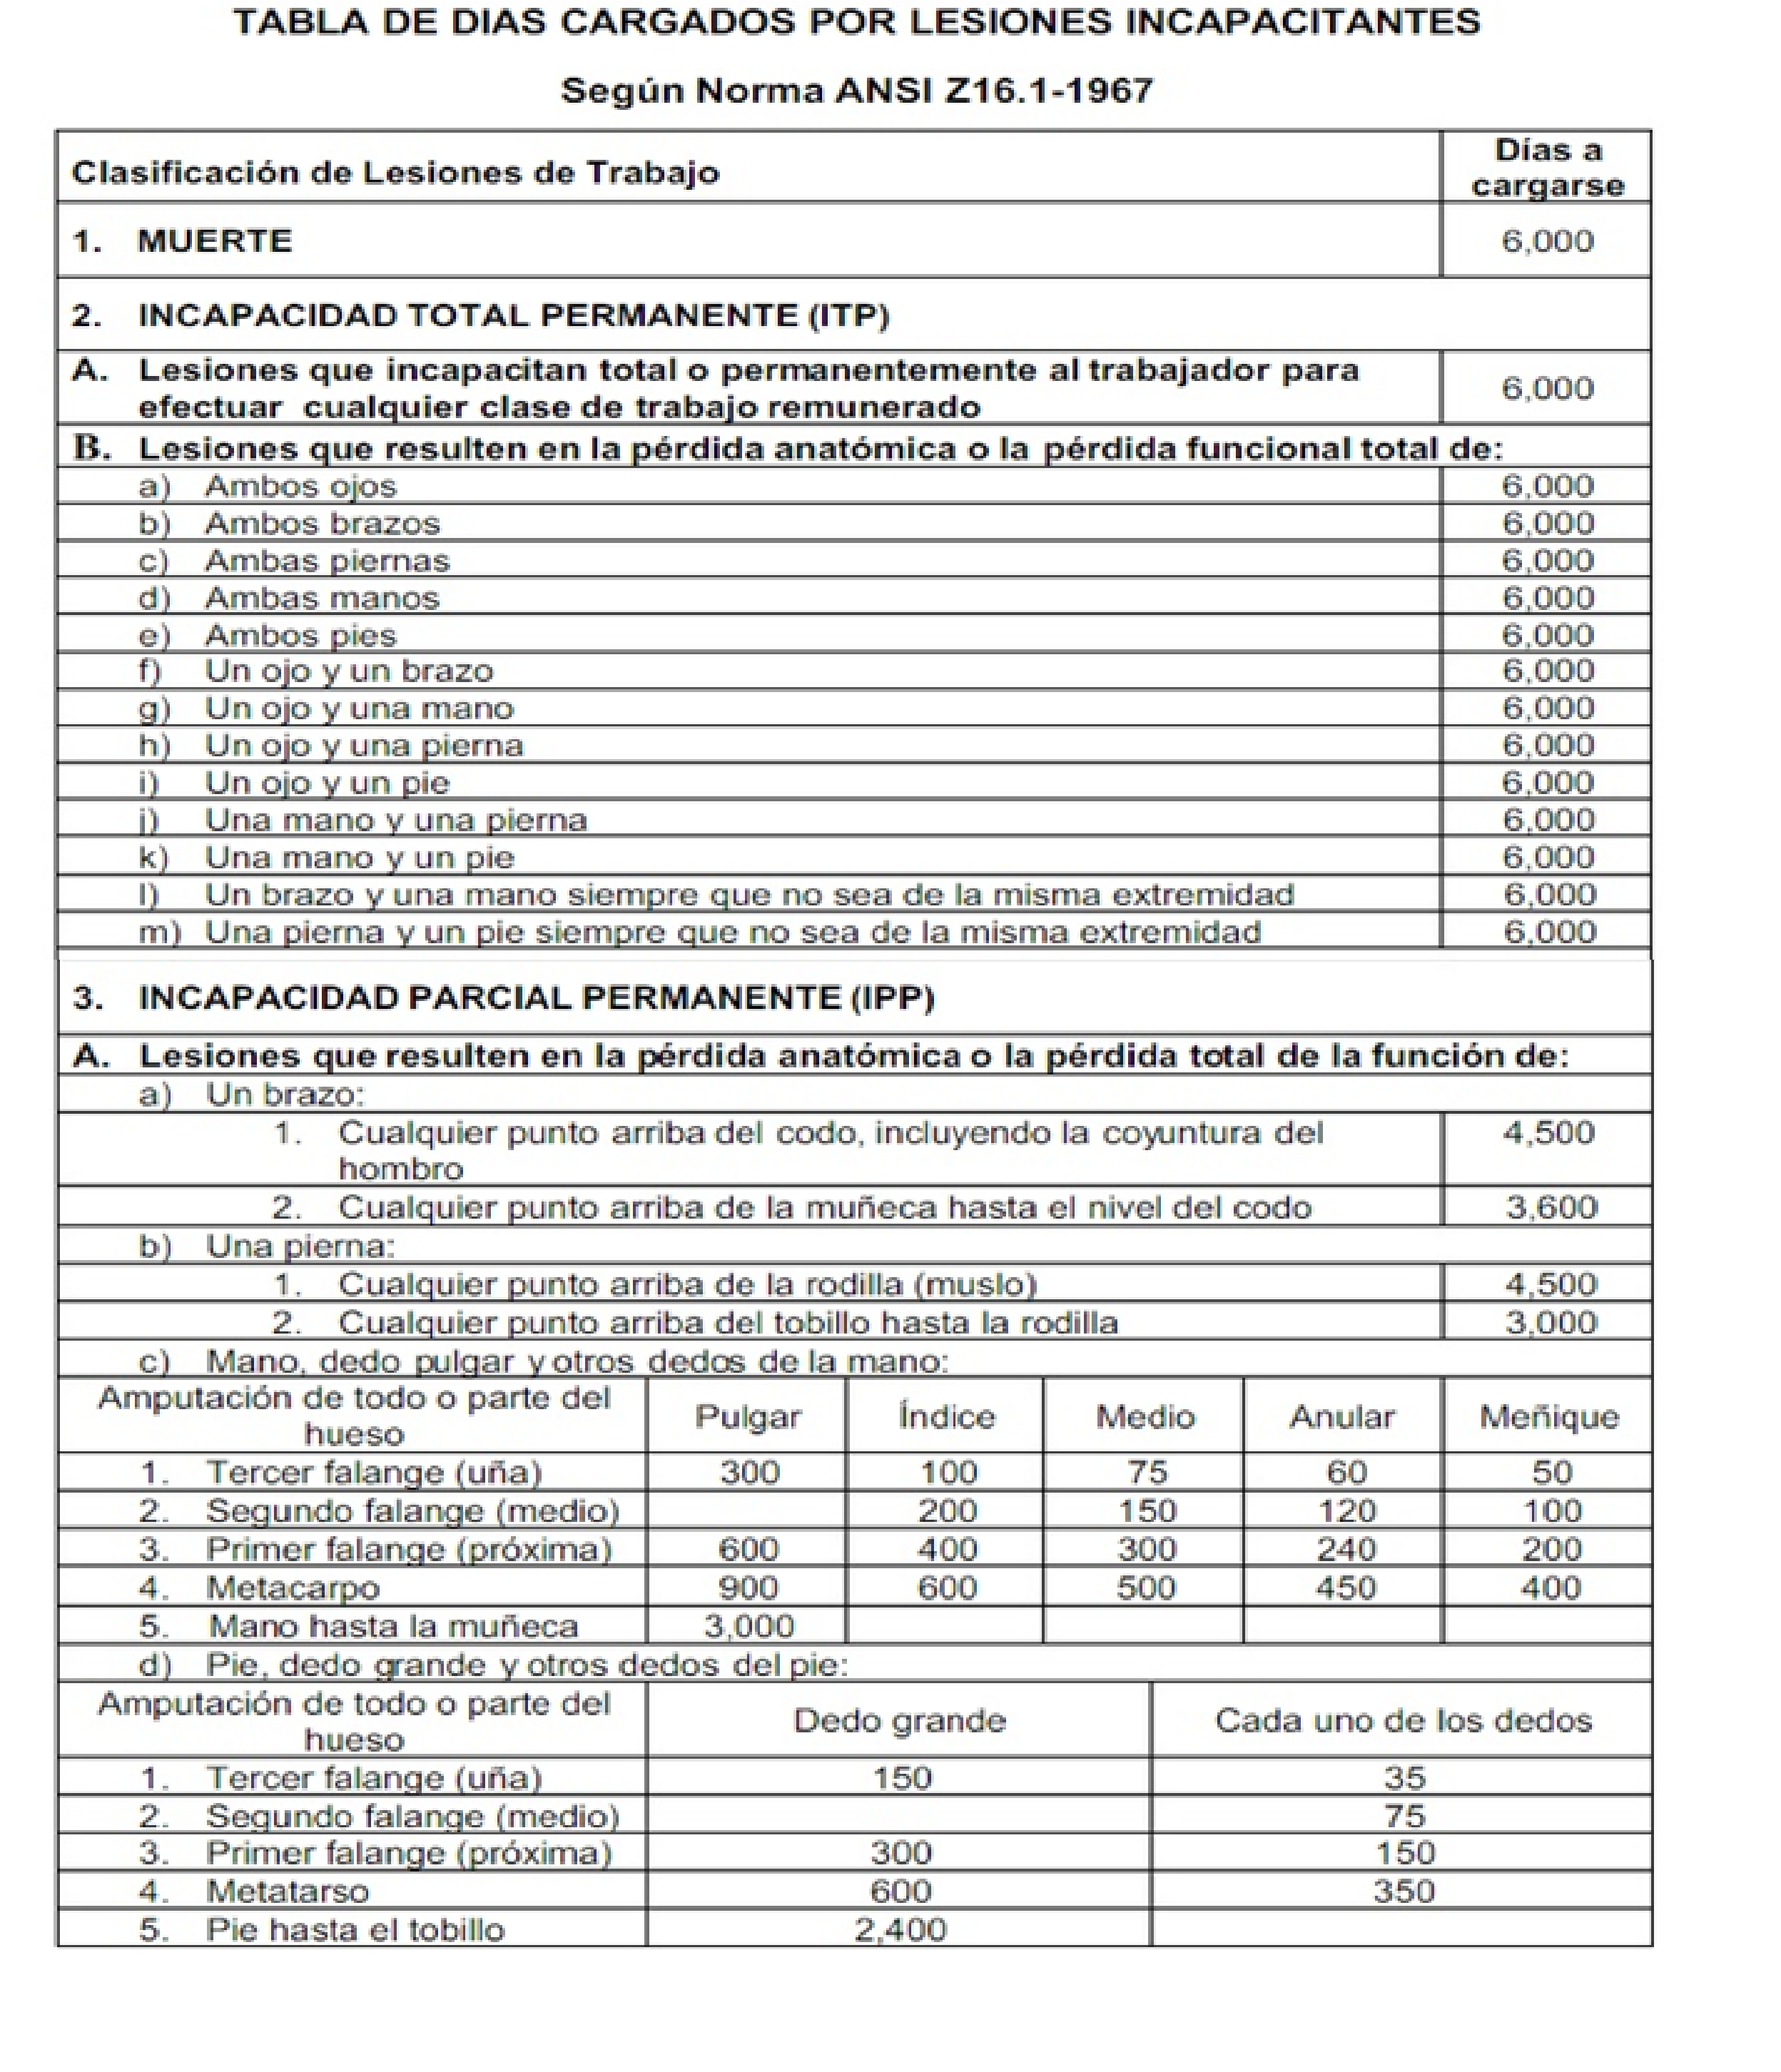 TABLA DE DIAS CARGADOS POR LESIONES INCAPACITANTES
Según Norma ANSI Z16.1-1967
Clasificación de Lesiones de Trabajo
Días a
cargarse
1. MUERTE 6,000
2. INCAPACIDAD TOTAL PERMANENTE (ITP)
A. Lesiones que incapacitan total o permanentemente al trabajador para
efectuar cualquier clase de trabajo remunerado 6,000
B. Lesiones que resulten en la pérdida anatómica o la pérdida funcional total de:
a) Ambos ojos 6,000
b) Ambos brazos 6,000
c) Ambas piernas 6,000
d) Ambas manos 6,000
e) Ambos pies 6,000
f) Un ojo y un brazo 6,000
g) Un ojo y una mano 6,000
h) Un ojo y una pierna 6,000
i) Un ojo y un pie 6,000
j) Una mano y una pierna 6,000
k) Una mano y un pie 6,000
l) Un brazo y una mano siempre que no sea de la misma extremidad 6,000
m) Una pierna y un pie siempre que no sea de la misma extremidad 6,000
3. INCAPACIDAD PARCIAL PERMANENTE (IPP)
A. Lesiones que resulten en la pérdida anatómica o la pérdida total de la función de:
a) Un brazo:
1. Cualquier punto arriba del codo, incluyendo la coyuntura del 4,500
hombro
2. Cualquier punto arriba de la muñeca hasta el nivel del codo 3,600
b) Una pierna:
1. Cualquier punto arriba de la rodilla (muslo) 4,500
2. Cualquier punto arriba del tobillo hasta la rodilla 3,000
c) Mano, dedo pulgar y otros dedos de la mano:
Amputación de todo o parte del
hueso
Pulgar Índice Medio Anular Meñique
1. Tercer falange (uña) 300 100 75 60 50
2. Segundo falange (medio) 200 150 120 100
3. Primer falange (próxima) 600 400 300 240 200
4. Metacarpo 900 600 500 450 400
5. Mano hasta la muñeca 3,000
d) Pie, dedo grande y otros dedos del pie:
Amputación de todo o parte del
hueso
Dedo grande Cada uno de los dedos
1. Tercer falange (uña) 150 35
2. Segundo falange (medio) 75
3. Primer falange (próxima) 300 150
4. Metatarso 600 350
5. Pie hasta el tobillo 2,400